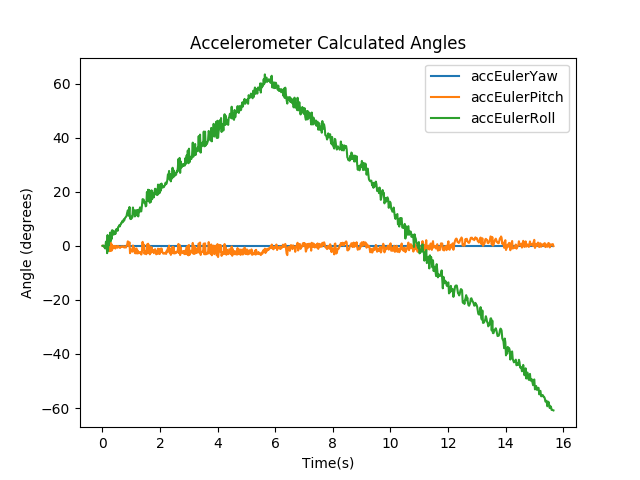 Accelerometer Calculated Angles
accEulerYaw
accEulerPitch
accEulerRoll
Angle (degrees)
60
40
20
0
−20
−40
−60
0 2 4 6 8 10 12 14 16
Time(s)